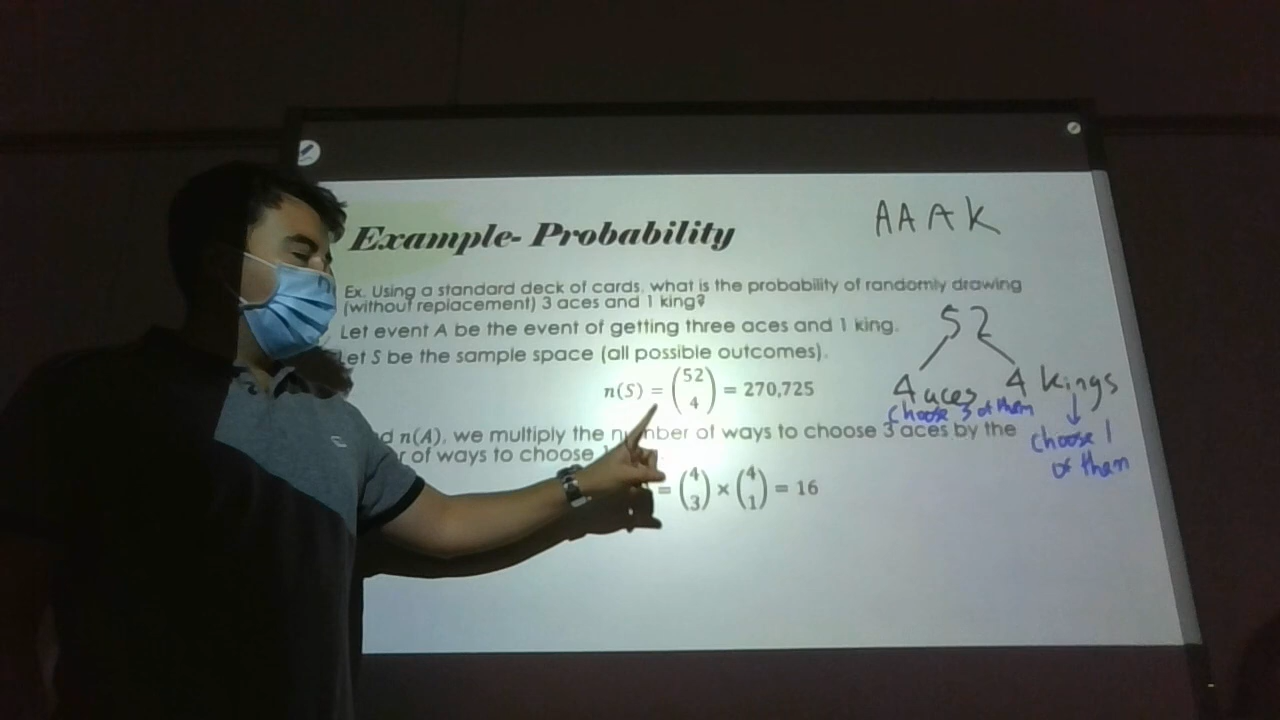 Example- Probability
AAAK
Ex. Using a standard deck of cards, what is the probability of randomly drawing
(without replacement) 3 aces and 1 king?
Let event A be the event of getting three aces and 1 king.
Let S be the sample space (all possible outcomes).
52
4 aces 4 kings
choose 3 of them
choose 1
of them
n(S) = (52 4) = 270,725
n(A), we multiply the number of ways to choose 3 aces by the
of ways to choose
= (4 3) × (4 1) = 16